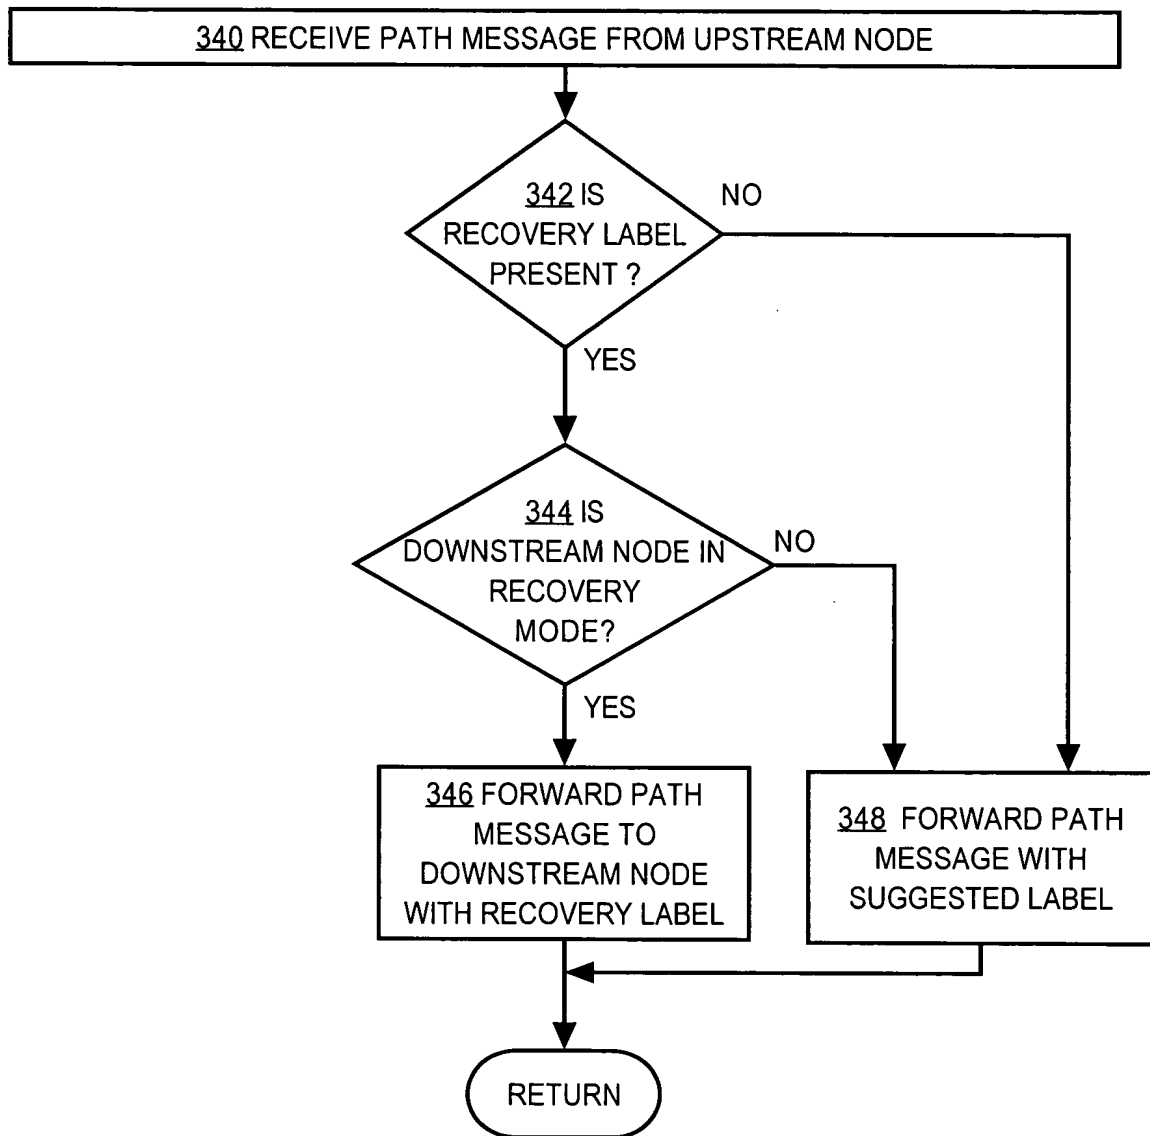 340 RECEIVE PATH MESSAGE FROM UPSTREAM NODE
342 IS
RECOVERY LABEL
PRESENT ?
NO
YES
344 IS
DOWNSTREAM NODE IN
RECOVERY
MODE?
NO
YES
346 FORWARD PATH
MESSAGE TO
DOWNSTREAM NODE
WITH RECOVERY LABEL
348 FORWARD PATH
MESSAGE WITH
SUGGESTED LABEL
RETURN